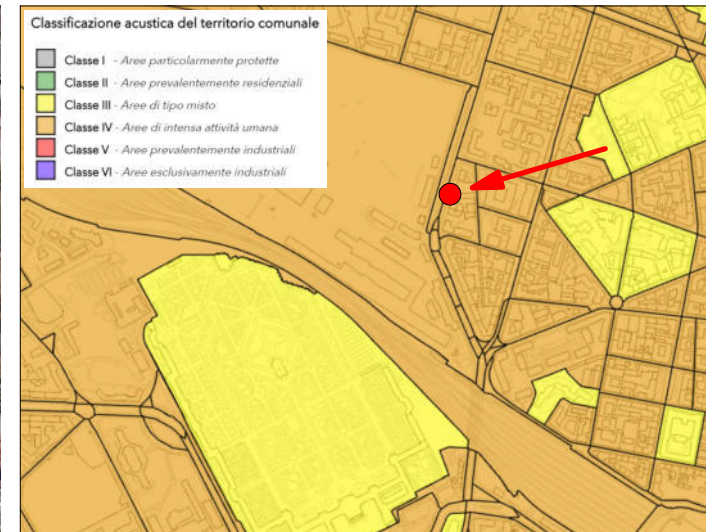 Classificazione acustica del territorio comunale
Classe I - Aree particolarmente protette
Classe II - Aree prevalentemente residenziali
Classe III - Aree di tipo misto
Classe IV - Aree di intensa attività umana
Classe V - Aree prevalentemente industriali
Classe VI - Aree esclusivamente industriali